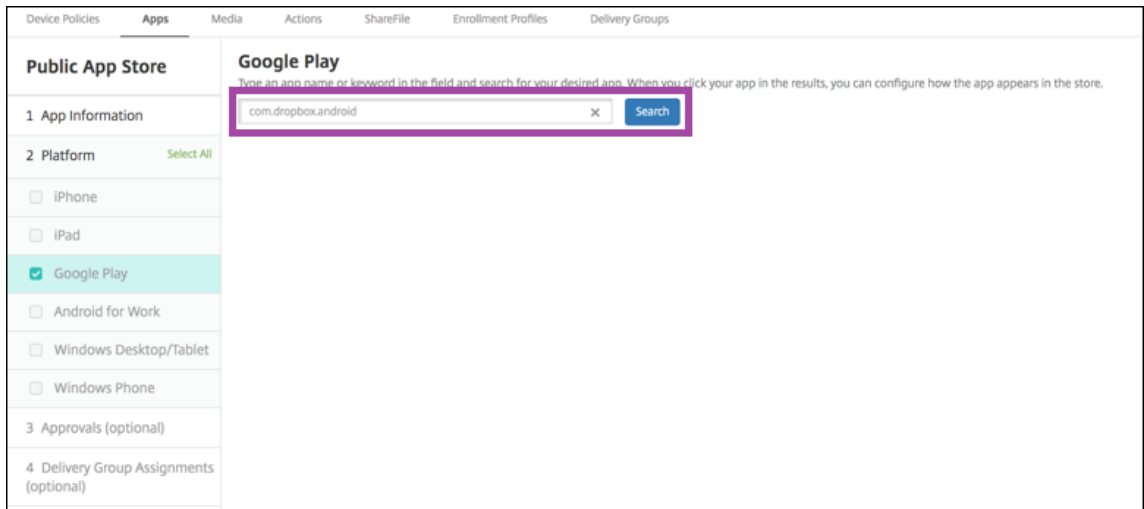 Device Policies Apps Media Actions ShareFile Enrollment Profiles Delivery Groups
Public App Store
1 App Information
2 Platform Select All
iPhone
iPad
Google Play
Android for Work
Windows Desktop/Tablet
Windows Phone
3 Approvals (optional)
4 Delivery Group Assignments
(optional)
Google Play
Type an app name or keyword in the field and search for your desired app. When you click your app in the results, you can configure how the app appears in the store.
com.dropbox.android Search